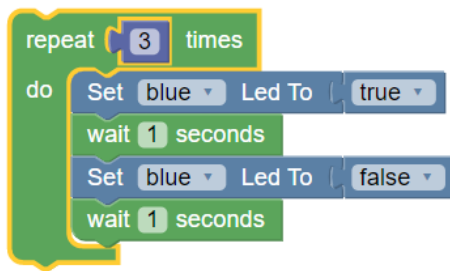 repeat 3 times
do Set blue Led To true
wait 1 seconds
Set blue Led To false
wait 1 seconds